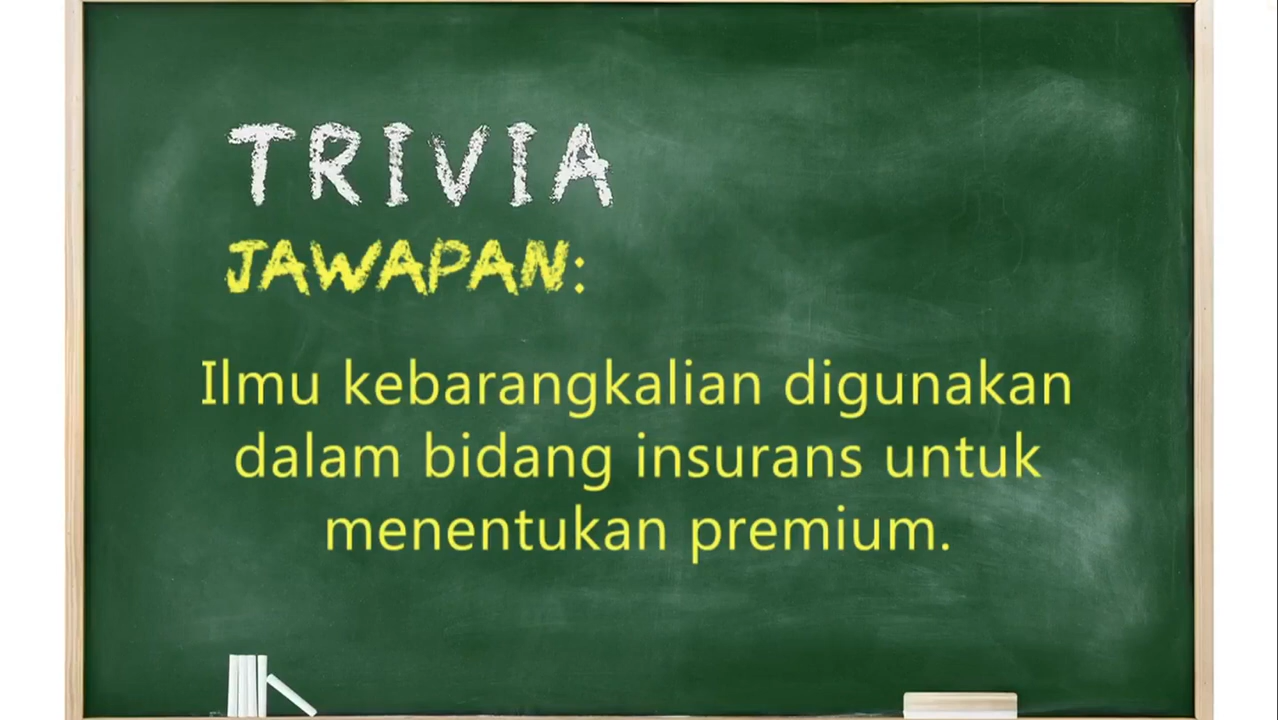 TRIVIA
JAWAPAN:
Ilmu kebarangkalian digunakan
dalam bidang insurans untuk
menentukan premium.